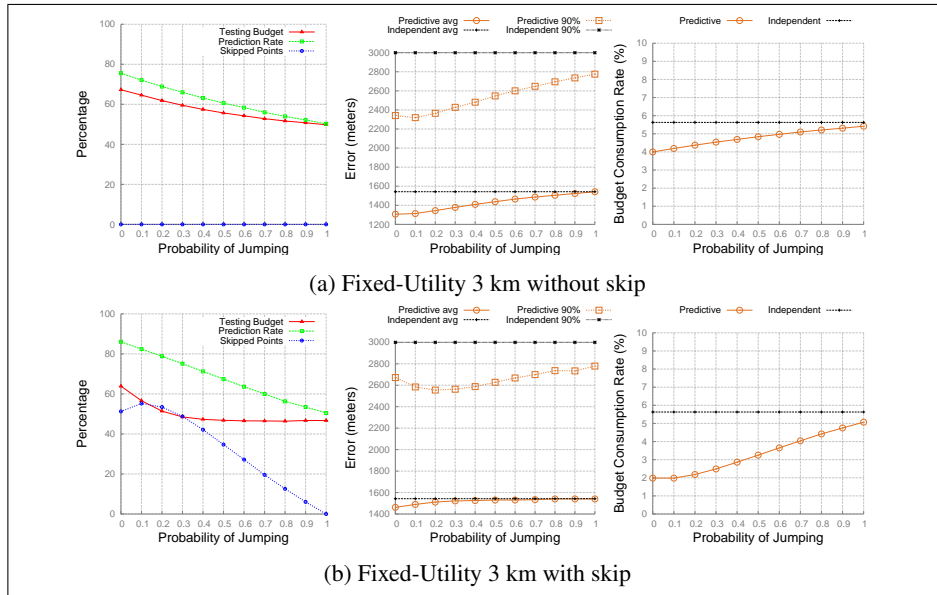 Testing Budget
Prediction Rate
Skipped Points
Percentage
100
80
60
40
20
0
0 0.1 0.2 0.3 0.4 0.5 0.6 0.7 0.8 0.9 1
Probability of Jumping
Predictive avg
Independent avg
Predictive 90%
Independent 90%
Error (meters)
3000
2800
2600
2400
2200
1600
1400
1200
0 0.1 0.2 0.3 0.4 0.5 0.6 0.7 0.8 0.9 1
Probability of Jumping
Predictive
Independent
Budget Consumption Rate (%)
10
9
8
7
6
5
4
3
2
1
0
0 0.1 0.2 0.3 0.4 0.5 0.6 0.7 0.8 0.9 1
Probability of Jumping
(a) Fixed-Utility 3 km without skip
Testing Budget
Prediction Rate
Skipped Points
Percentage
100
80
60
40
20
0
0 0.1 0.2 0.3 0.4 0.5 0.6 0.7 0.8 0.9 1
Probability of Jumping
Predictive avg
Independent avg
Predictive 90%
Independent 90%
Error (meters)
3000
2800
2600
2400
1600
1400
0 0.1 0.2 0.3 0.4 0.5 0.6 0.7 0.8 0.9 1
Probability of Jumping
Predictive
Independent
Budget Consumption Rate (%)
10
9
8
7
6
5
4
3
2
1
0
0 0.1 0.2 0.3 0.4 0.5 0.6 0.7 0.8 0.9 1
Probability of Jumping
(b) Fixed-Utility 3 km with skip